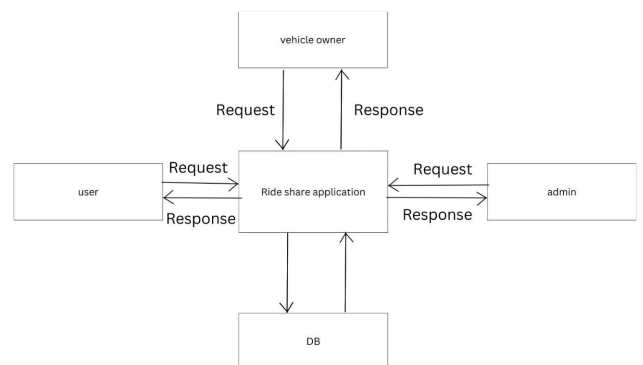 vehicle owner
Request
Response
Request
Request
user
Ride share application
admin
Response
Response
DB